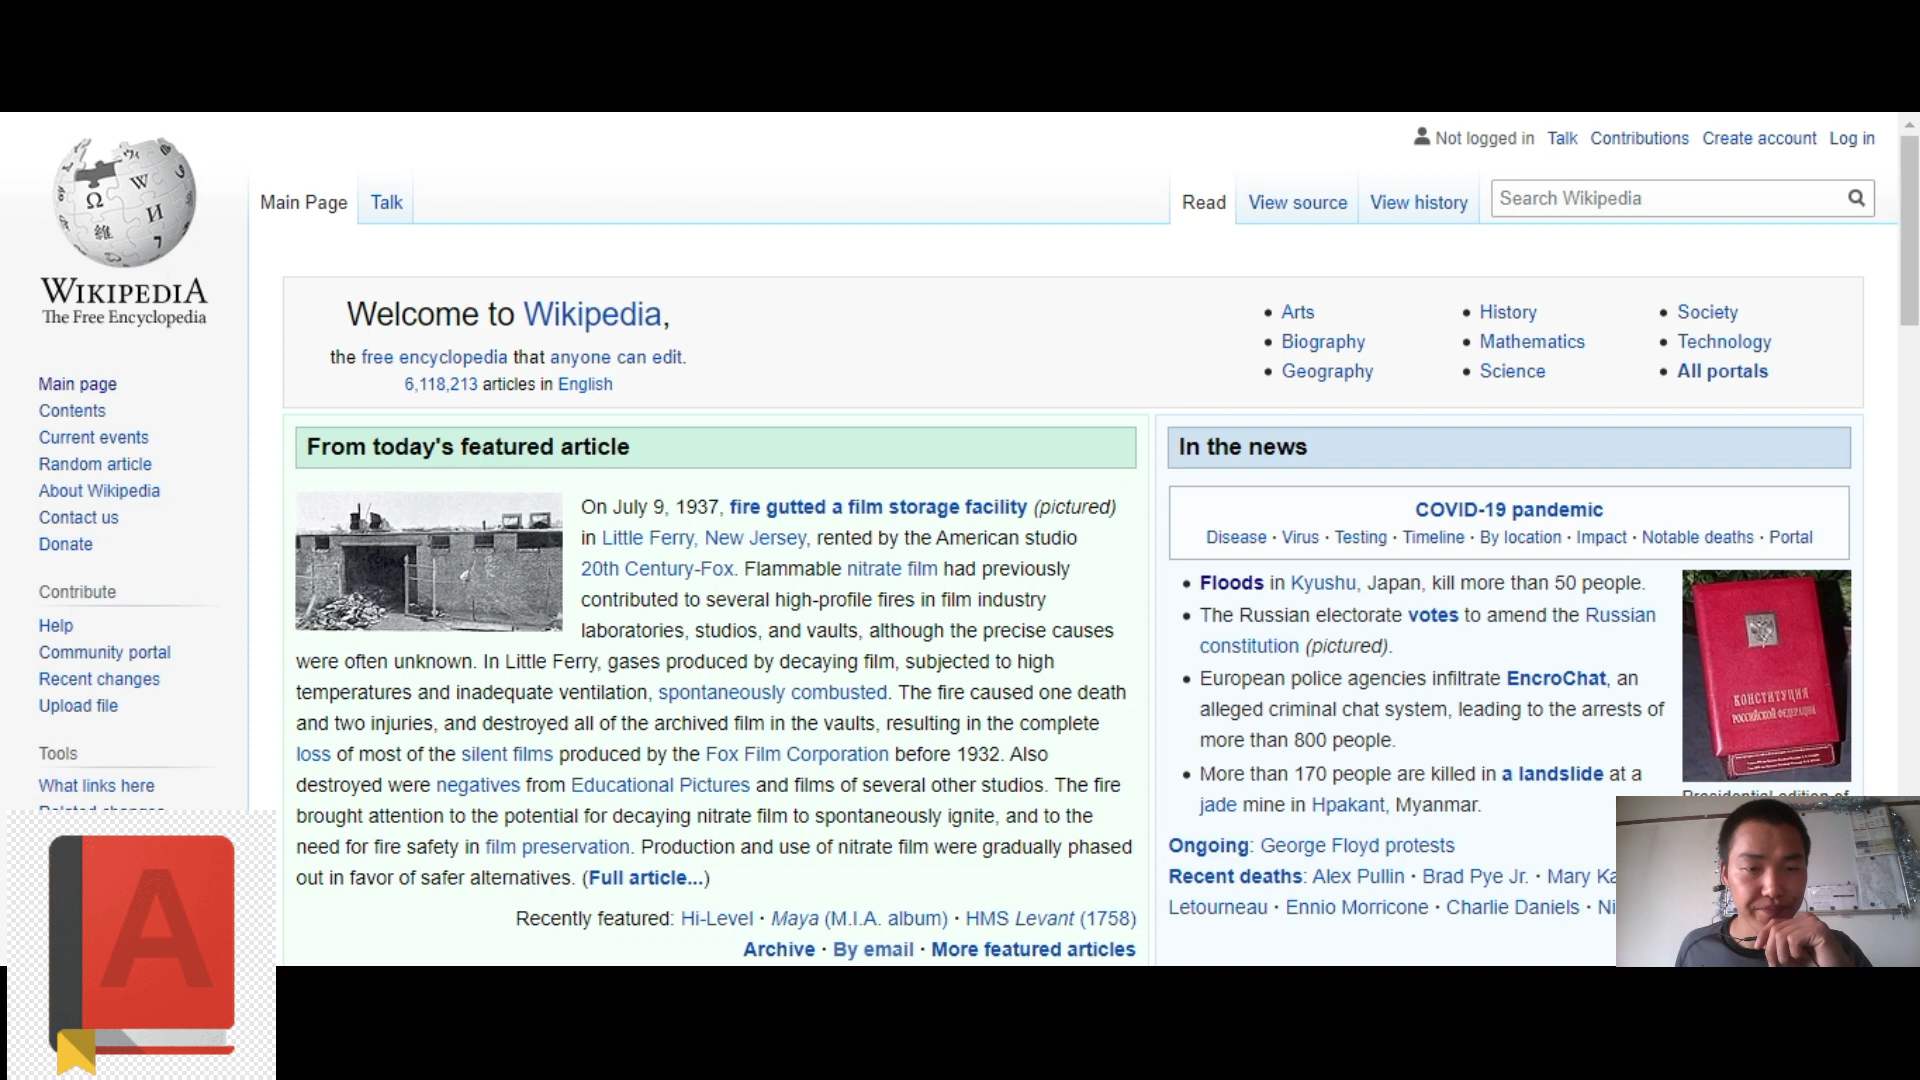 Not logged in Talk Contributions Create account Log in
Main Page Talk Read View source View history Search Wikipedia
WIKIPEDIA
The Free Encyclopedia
Main page
Contents
Current events
Random article
About Wikipedia
Contact us
Donate
Contribute
Help
Community portal
Recent changes
Upload file
Tools
What links here
Related changes
Welcome to Wikipedia,
the free encyclopedia that anyone can edit.
6,118,213 articles in English
Arts
Biography
Geography
History
Mathematics
Science
Society
Technology
All portals
From today's featured article
On July 9, 1937, fire gutted a film storage facility (pictured)
in Little Ferry, New Jersey, rented by the American studio
20th Century-Fox. Flammable nitrate film had previously
contributed to several high-profile fires in film industry
laboratories, studios, and vaults, although the precise causes
were often unknown. In Little Ferry, gases produced by decaying film, subjected to high
temperatures and inadequate ventilation, spontaneously combusted. The fire caused one death
and two injuries, and destroyed all of the archived film in the vaults, resulting in the complete
loss of most of the silent films produced by the Fox Film Corporation before 1932. Also
destroyed were negatives from Educational Pictures and films of several other studios. The fire
brought attention to the potential for decaying nitrate film to spontaneously ignite, and to the
need for fire safety in film preservation. Production and use of nitrate film were gradually phased
out in favor of safer alternatives. (Full article...)
Recently featured: Hi-Level · Maya (M.I.A. album) · HMS Levant (1758)
Archive · By email · More featured articles
In the news
COVID-19 pandemic
Disease · Virus · Testing · Timeline · By location · Impact · Notable deaths · Portal
Floods in Kyushu, Japan, kill more than 50 people.
The Russian electorate votes to amend the Russian
constitution (pictured).
European police agencies infiltrate EncroChat, an
alleged criminal chat system, leading to the arrests of
more than 800 people.
More than 170 people are killed in a landslide at a
jade mine in Hpakant, Myanmar.
КОНСТИТУЦИЯ
РОССИЙСКОЙ ФЕДЕРАЦИИ
Presidential edition of
Ongoing: George Floyd protests
Recent deaths: Alex Pullin · Brad Pye Jr. · Mary Ka
Letourneau · Ennio Morricone · Charlie Daniels · Ni
A